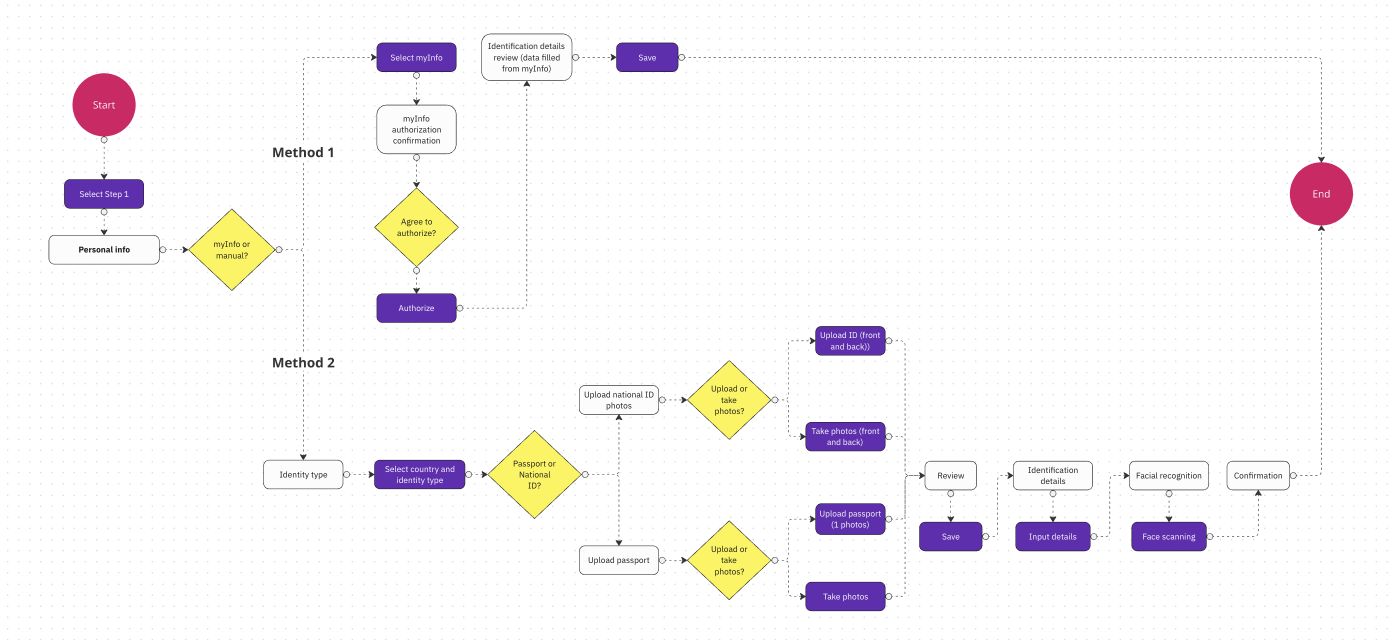 Start
Select Step 1
Personal info
myInfo or
manual?
Method 1
Select myInfo
myInfo
authorization
confirmation
Agree to
authorize?
Authorize
Identification details
review (data filled
from myInfo)
Save
End
Method 2
Identity type
Select country and
identity type
Passport or
National
ID?
Upload national ID
photos
Upload or
take
photos?
Upload ID (front
and back))
Take photos (front
and back)
Upload passport
Upload or
take
photos?
Upload passport
(1 photos)
Take photos
Review
Save
Identification
details
Input details
Facial recognition
Face scanning
Confirmation